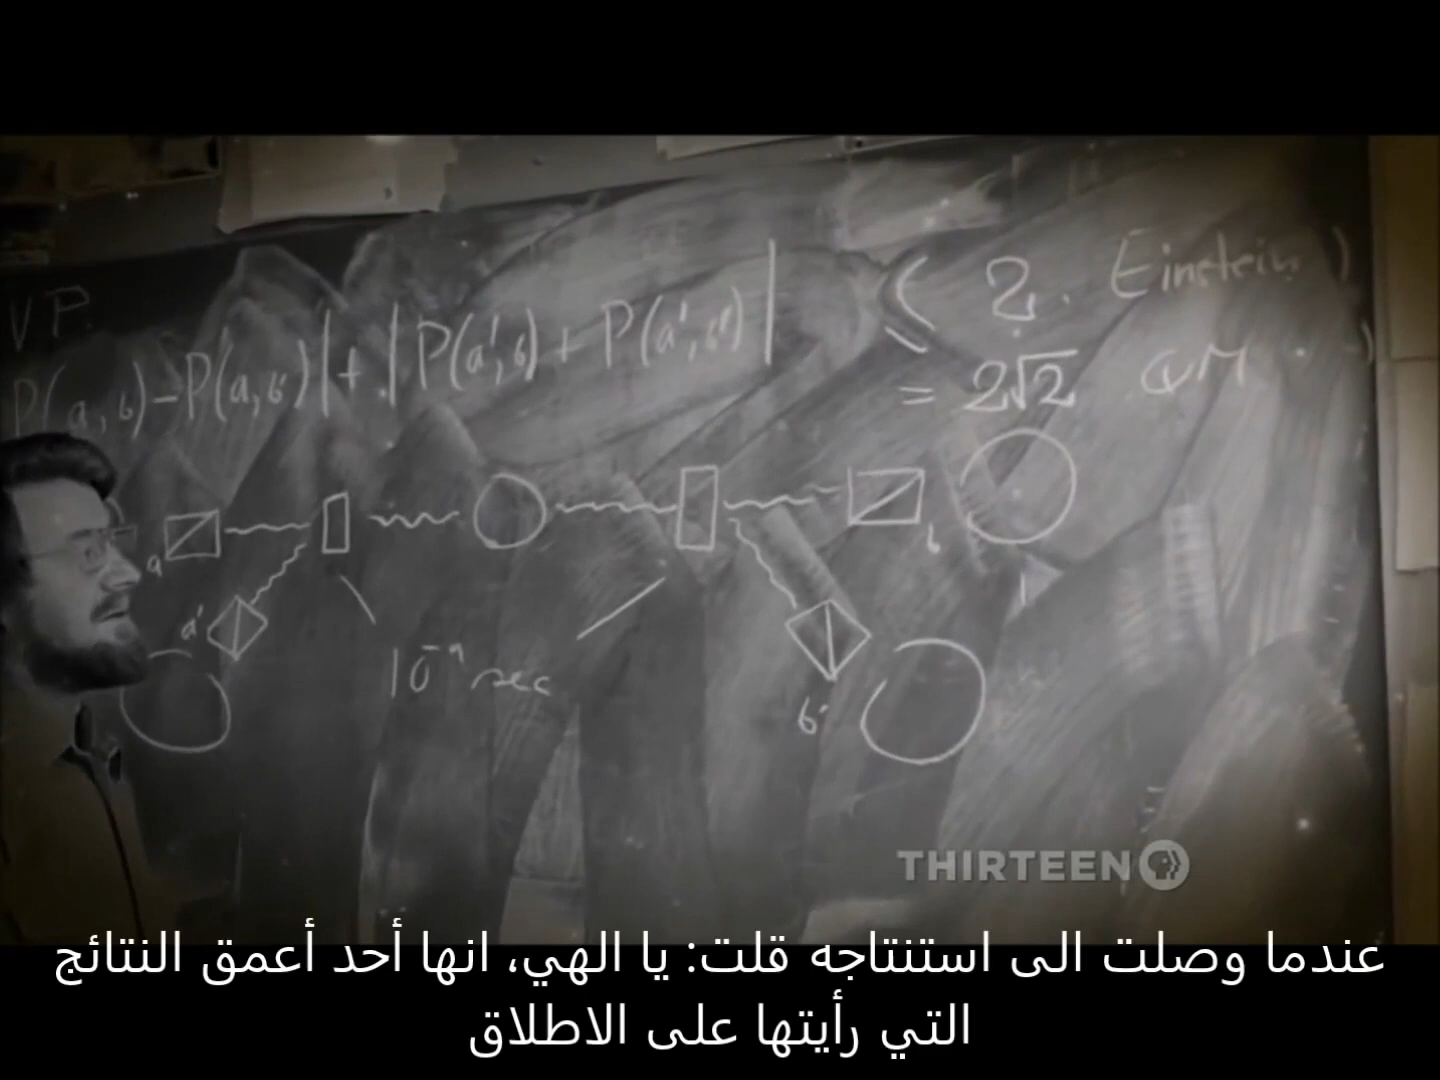 VP.
P(a, b)-P(a, b')|+|P(a', b)+P(a', b')|
( 2. Einstein )
= 2√2 QM )
a
b
a'
10⁻⁹ sec
b'
THIRTEEN
عندما وصلت الى استنتاجه قلت: يا الهي، انها أحد أعمق النتائج
التي رأيتها على الاطلاق